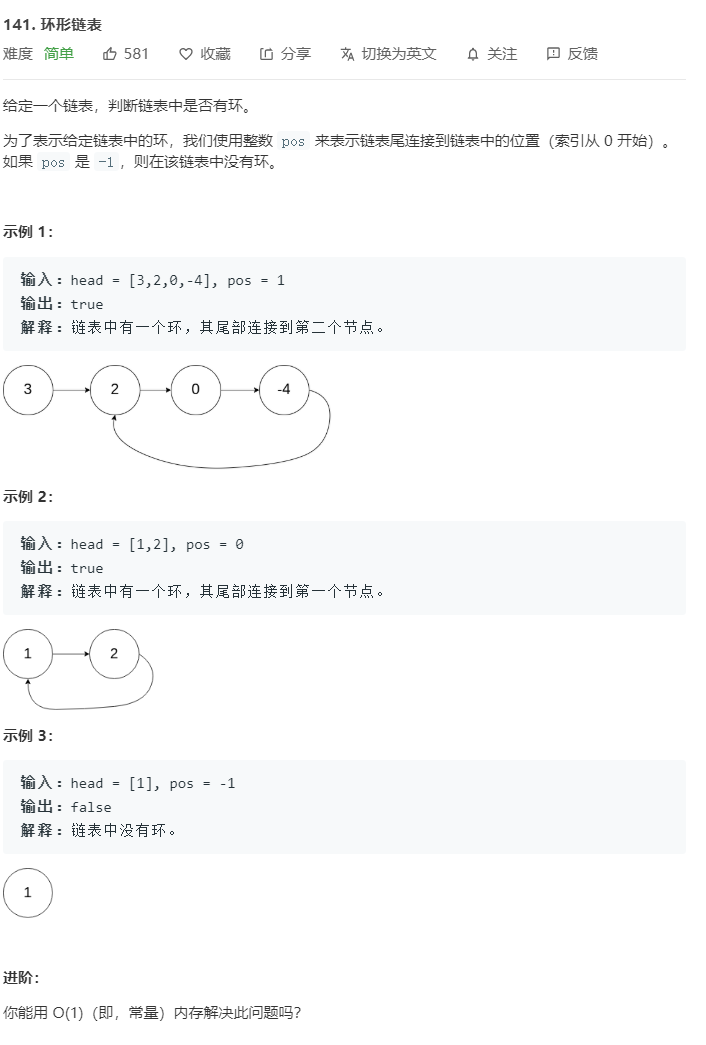 141. 环形链表
难度 简单 581 收藏 分享 切换为英文 关注 反馈
给定一个链表，判断链表中是否有环。
为了表示给定链表中的环，我们使用整数 pos 来表示链表尾连接到链表中的位置（索引从 0 开始）。
如果 pos 是 -1，则在该链表中没有环。
示例 1：
输入：head = [3,2,0,-4], pos = 1
输出：true
解释：链表中有一个环，其尾部连接到第二个节点。
3 2 0 -4
示例 2：
输入：head = [1,2], pos = 0
输出：true
解释：链表中有一个环，其尾部连接到第一个节点。
1 2
示例 3：
输入：head = [1], pos = -1
输出：false
解释：链表中没有环。
1
进阶：
你能用 O(1)（即，常量）内存解决此问题吗？